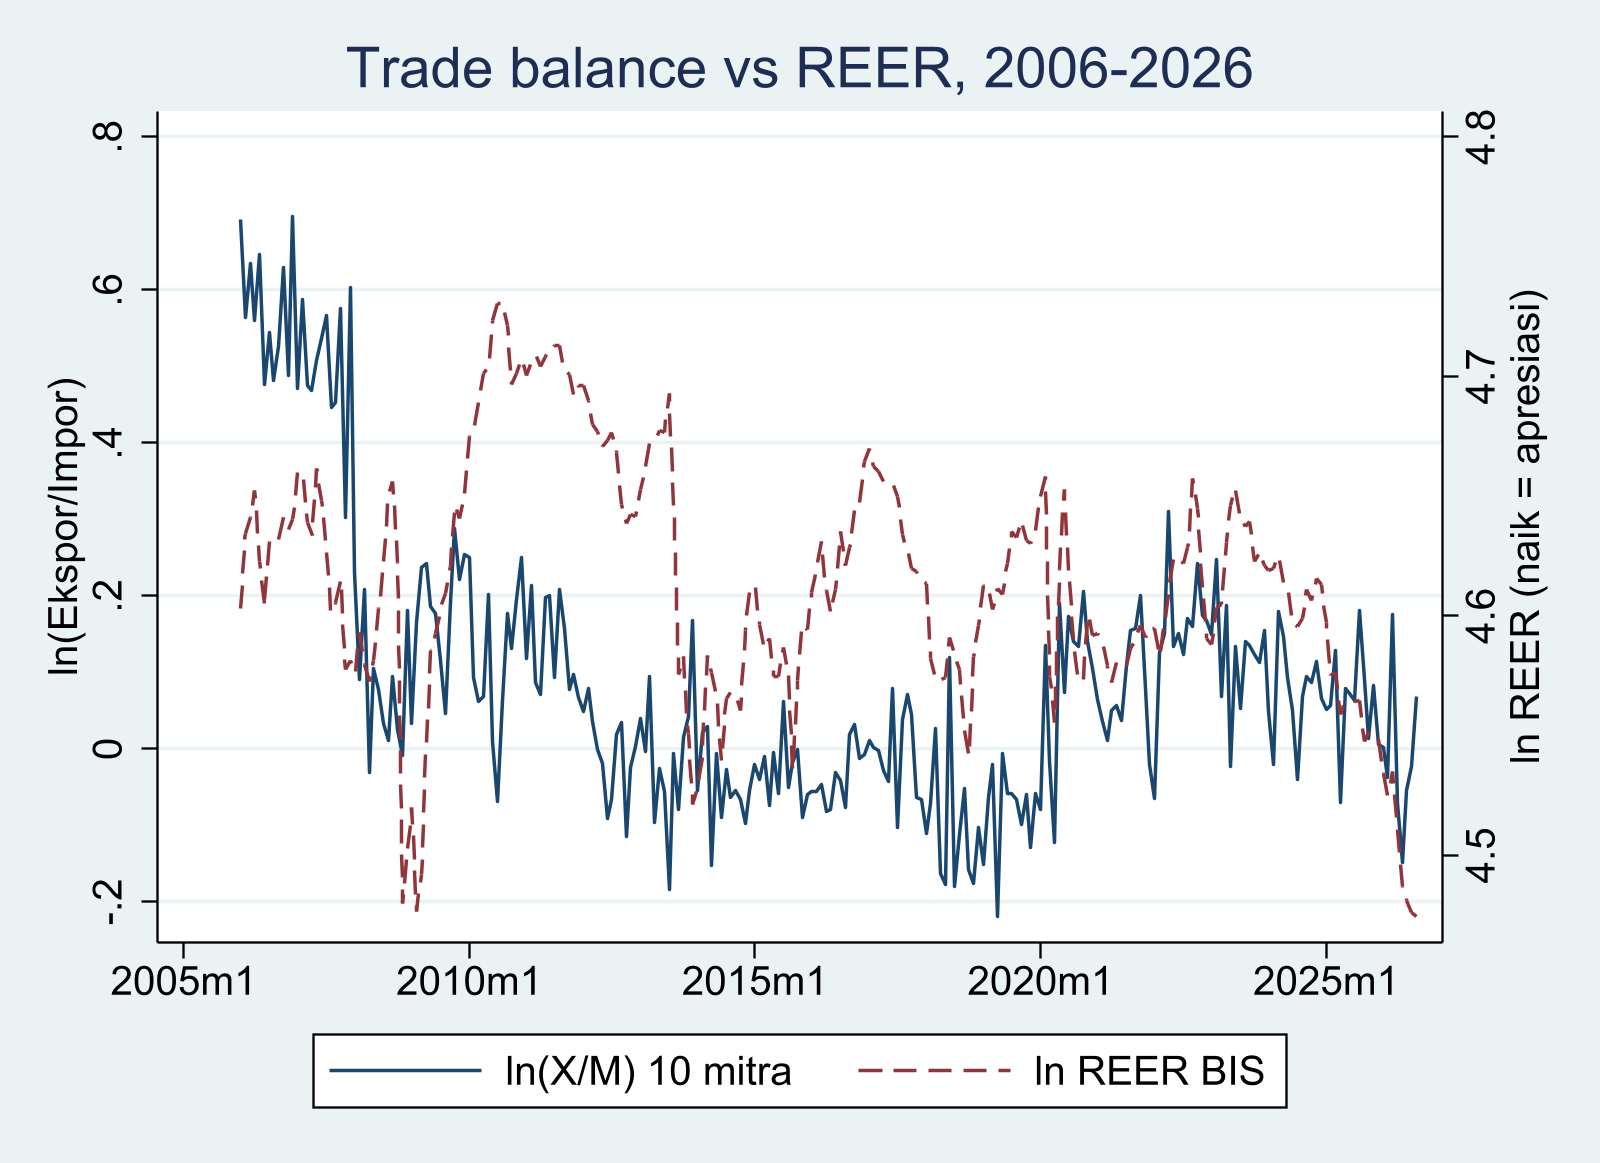 Trade balance vs REER, 2006-2026
ln(Ekspor/Impor)
.8
.6
.4
.2
0
-.2
4.8
4.7
4.6
4.5
ln REER (naik = apresiasi)
2005m1
2010m1
2015m1
2020m1
2025m1
ln(X/M) 10 mitra
ln REER BIS